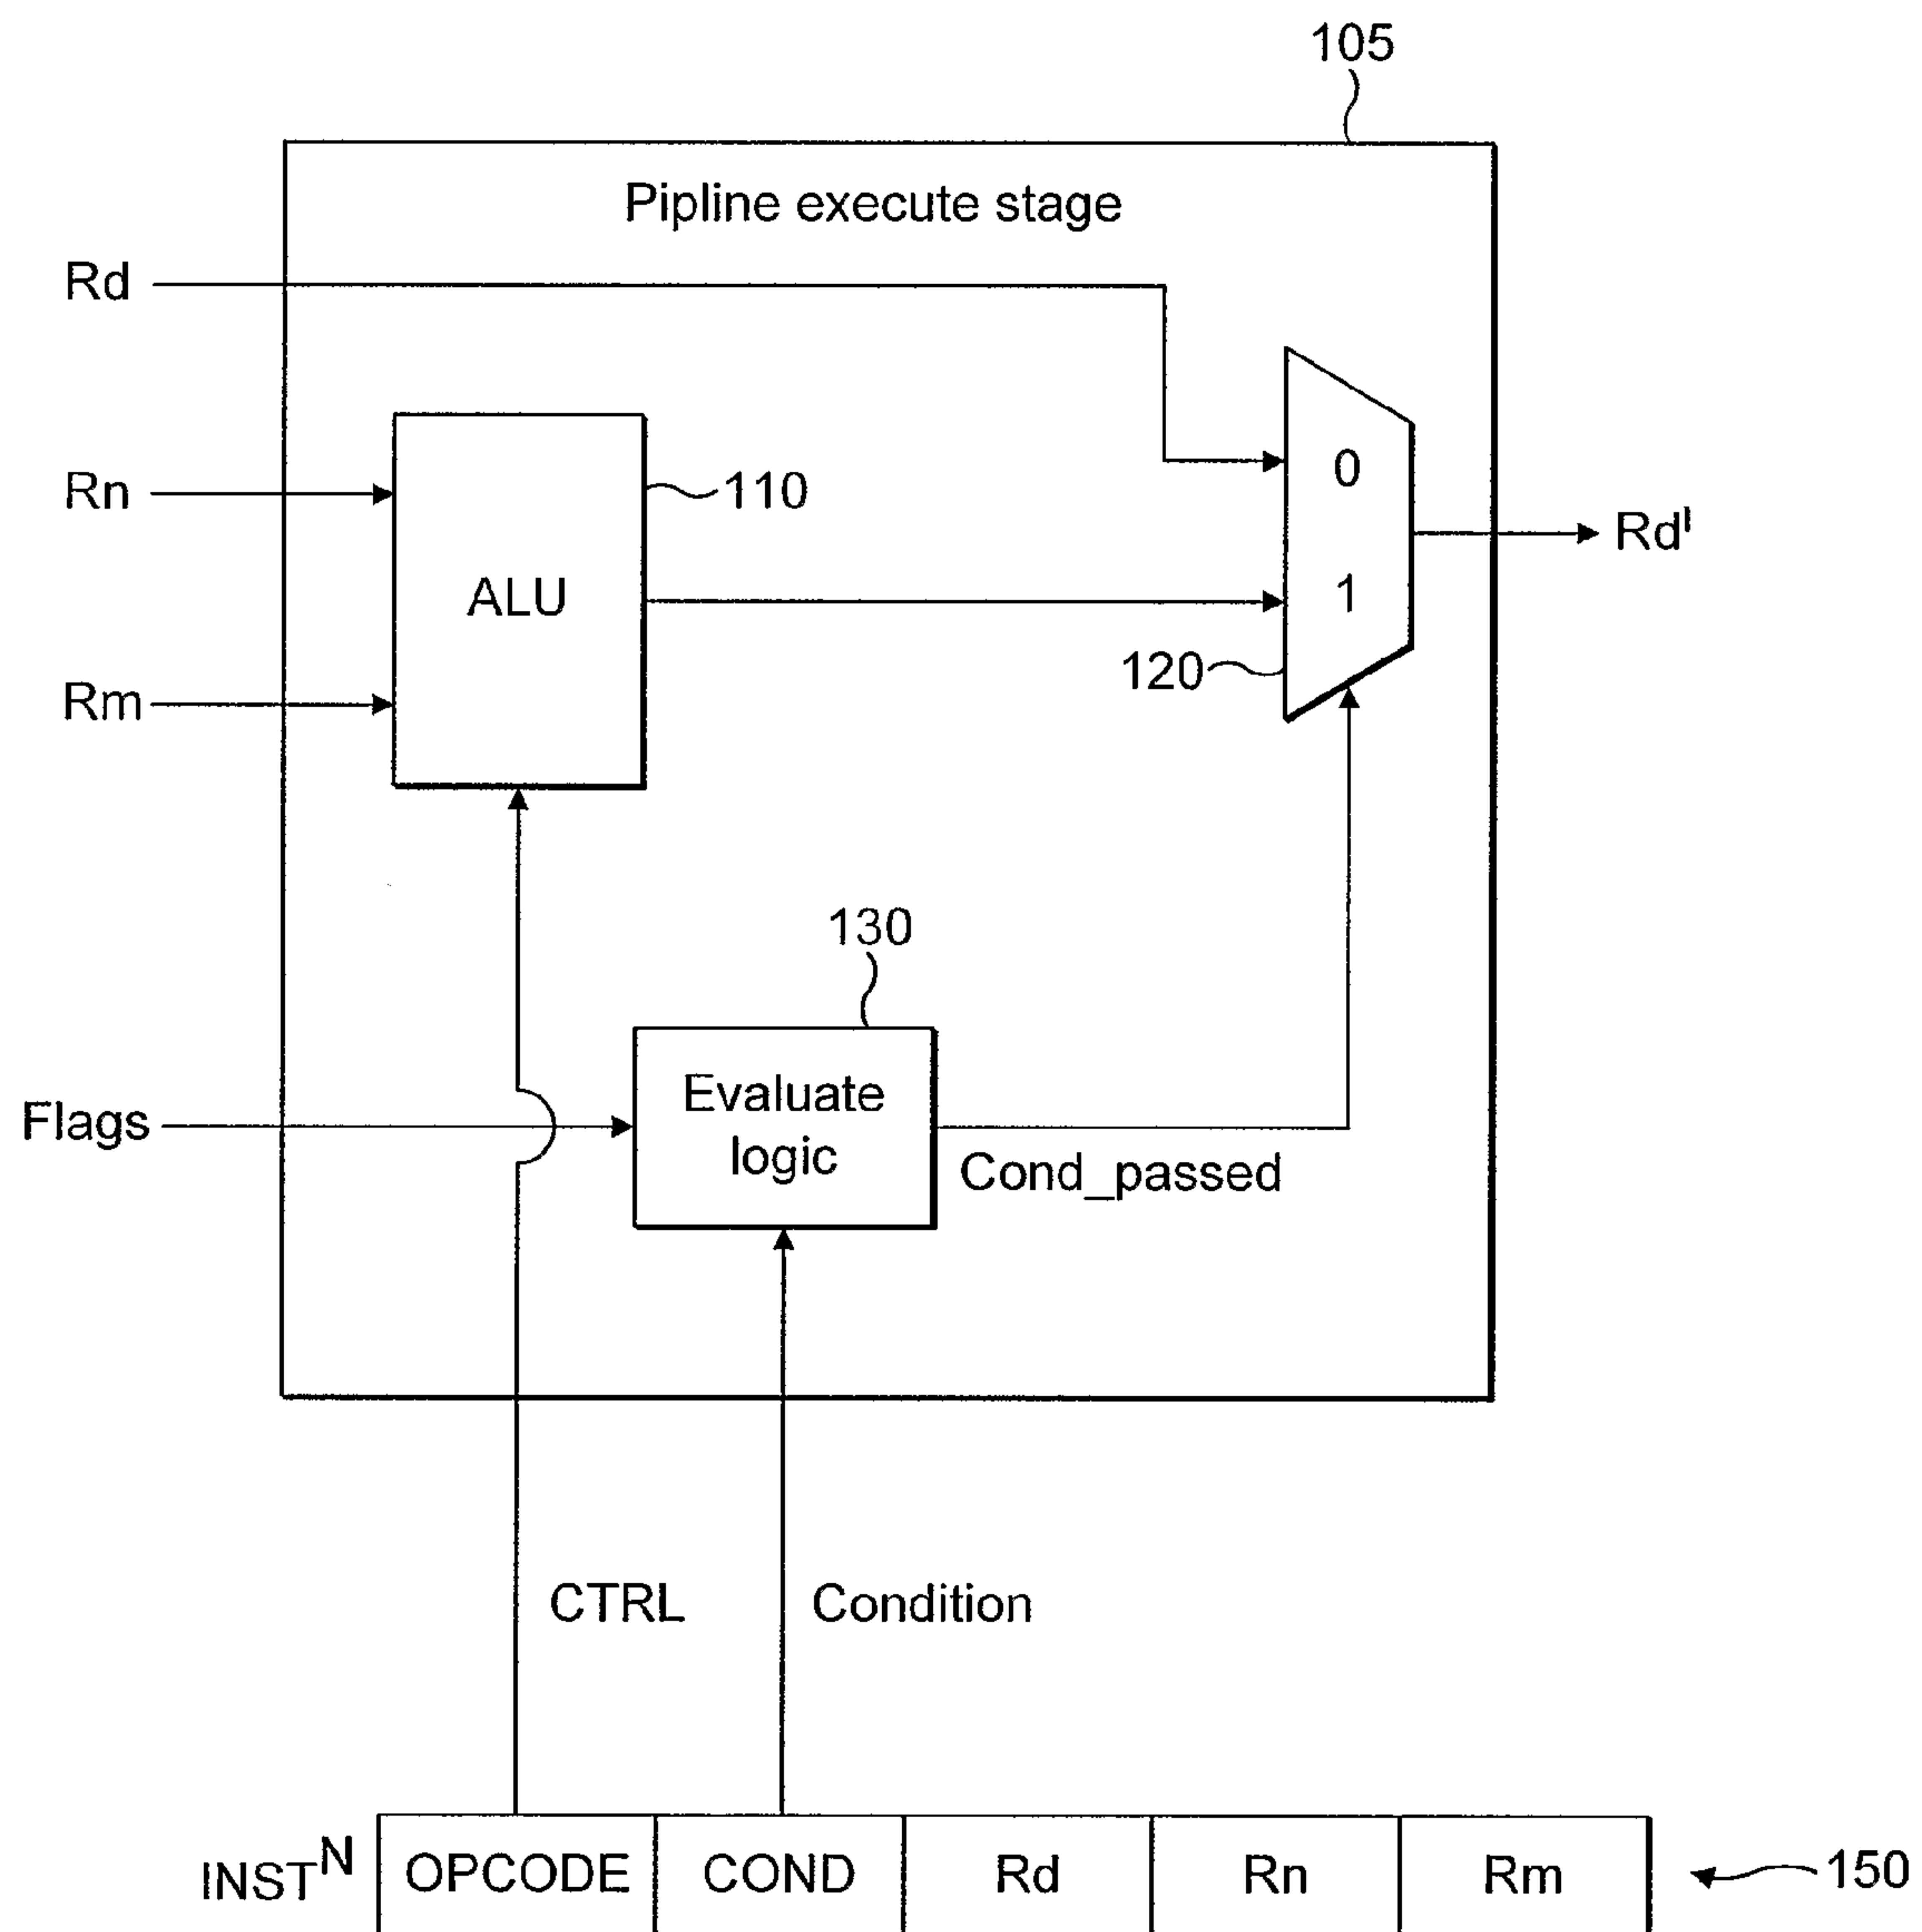 105
Pipline execute stage
Rd
Rn
110
0
Rd'
ALU
1
120
Rm
130
Evaluate
logic
Flags
Cond_passed
CTRL
Condition
INST^N
OPCODE
COND
Rd
Rn
Rm
150